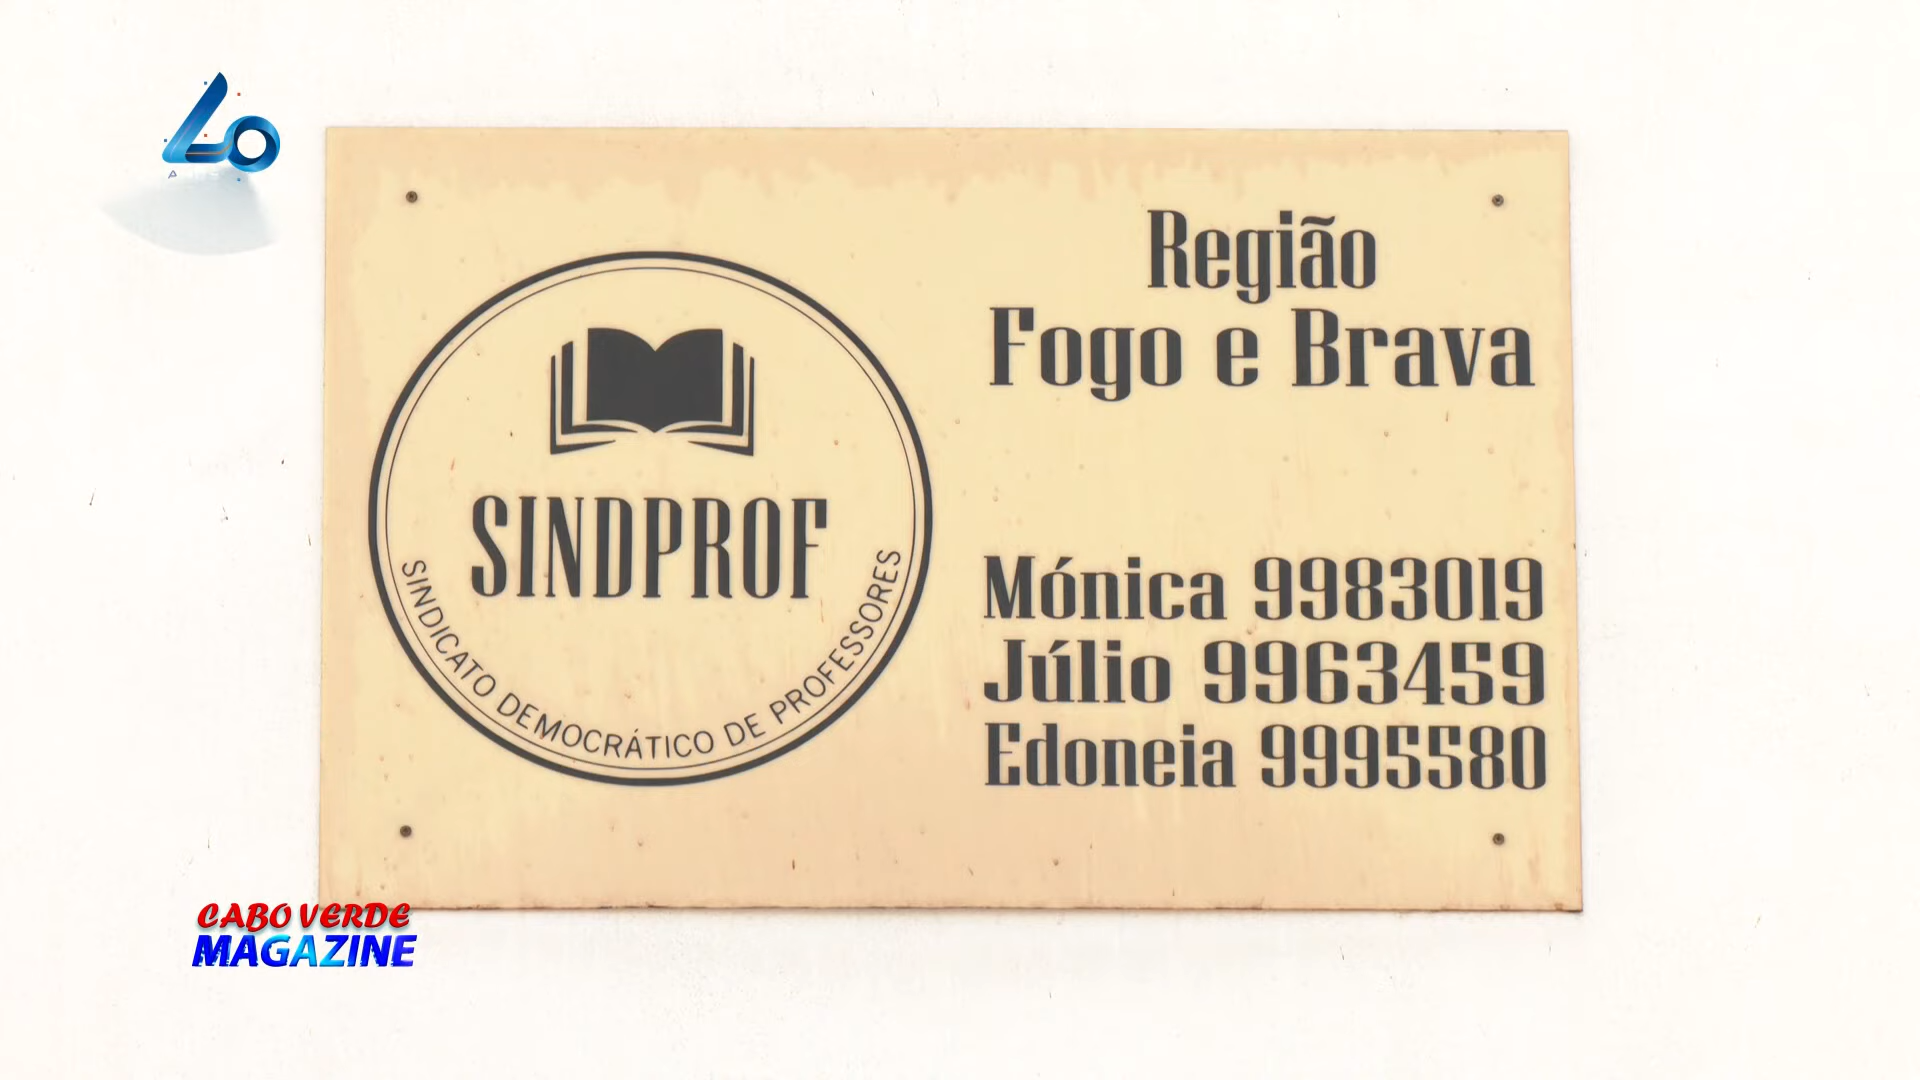 Região
Fogo e Brava
SINDPROF
SINDICATO DEMOCRÁTICO DE PROFESSORES
Mónica 9983019
Júlio 9963459
Edoneia 9995580
CABO VERDE
MAGAZINE